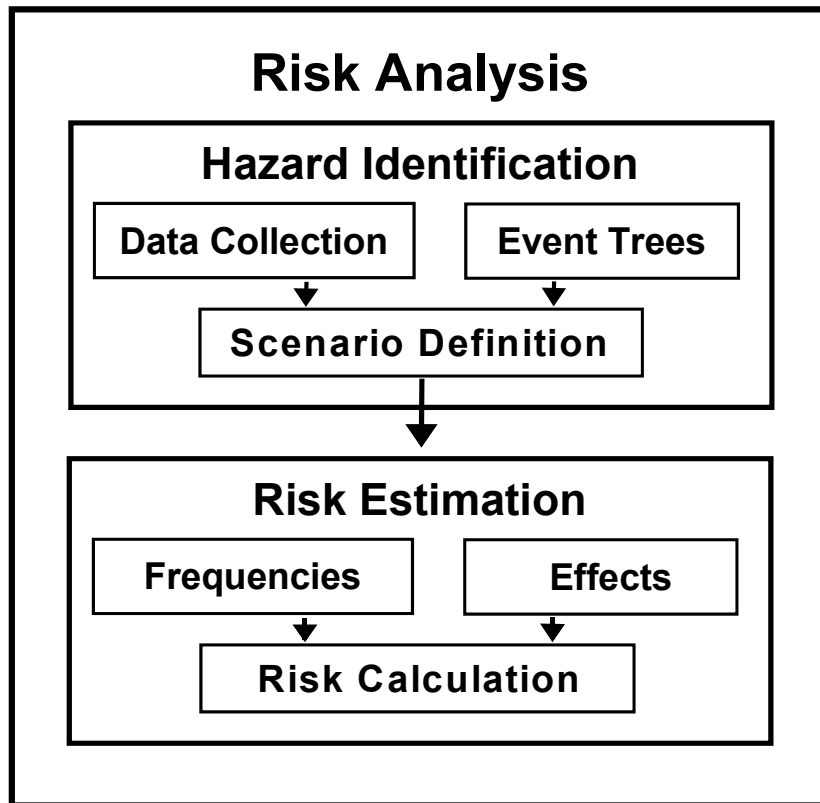 Risk Analysis
Hazard Identification
Data Collection
Event Trees
Scenario Definition
Risk Estimation
Frequencies
Effects
Risk Calculation